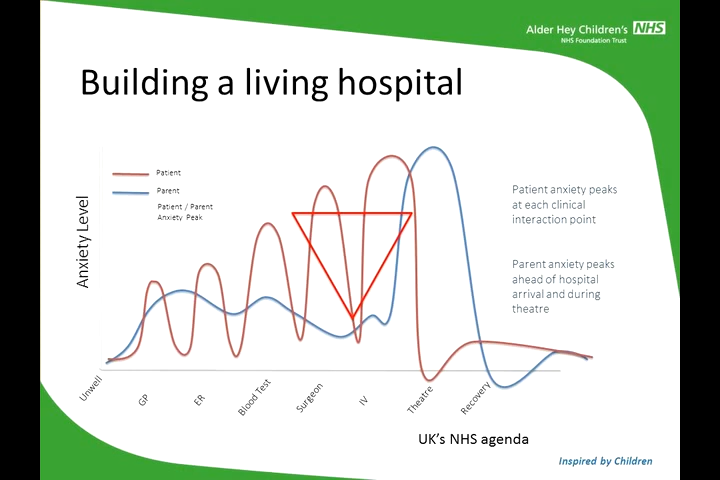 Alder Hey Children's NHS
NHS Foundation Trust
Building a living hospital
Patient
Parent
Patient / Parent
Anxiety Peak
Anxiety Level
Patient anxiety peaks
at each clinical
interaction point
Parent anxiety peaks
ahead of hospital
arrival and during
theatre
Unwell
GP
ER
Blood Test
Surgeon
IV
Theatre
Recovery
UK's NHS agenda
Inspired by Children